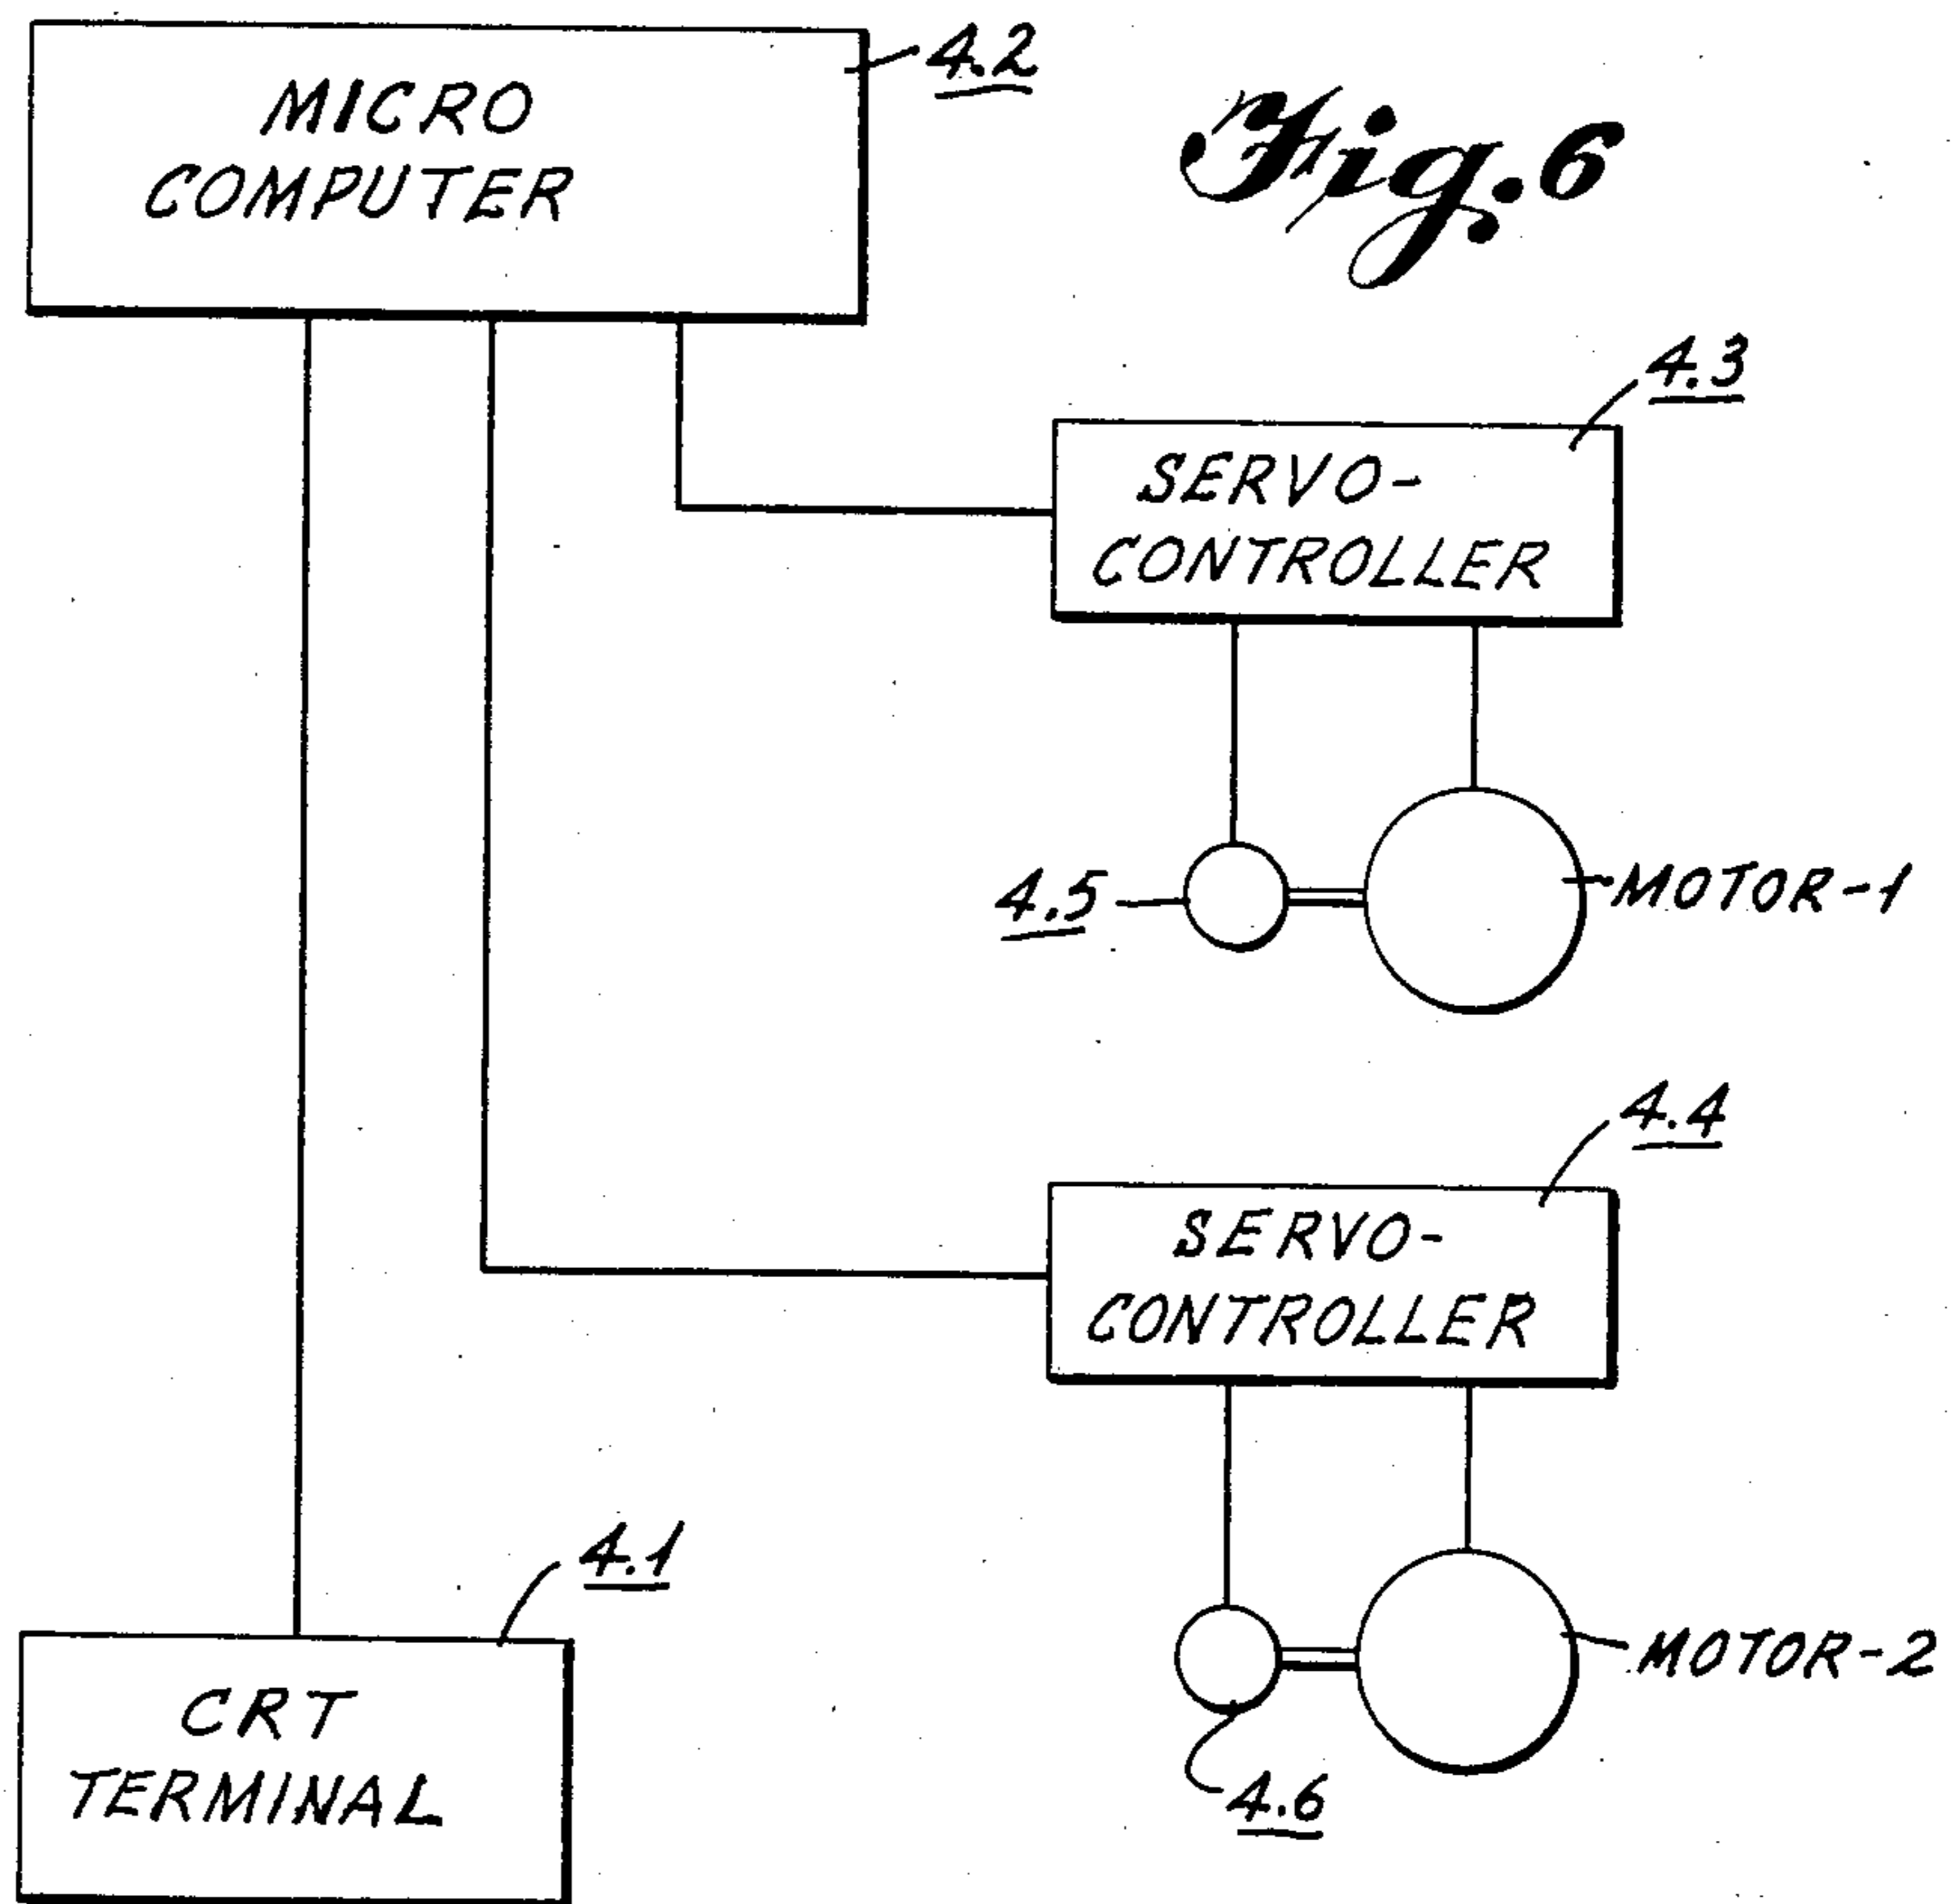 MICRO
COMPUTER
4.2
Fig. 6
4.3
SERVO-
CONTROLLER
4.5
MOTOR-1
4.4
SERVO-
CONTROLLER
4.1
CRT
TERMINAL
MOTOR-2
4.6